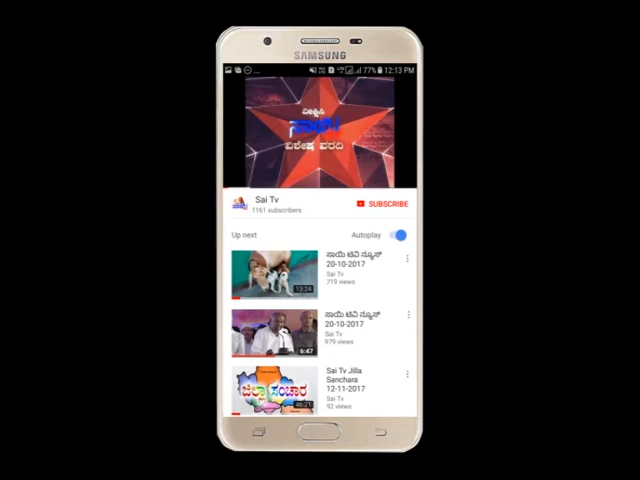 SAMSUNG
77% 12:13 PM
ವೀಕ್ಷಿಸಿ
ವಿಶೇಷ ವರದಿ
Sai Tv
1161 subscribers
SUBSCRIBE
Up next
Autoplay
ಸಾಯಿ ಟಿವಿ ನ್ಯೂಸ್
20-10-2017
Sai Tv
719 views
13:24
ಸಾಯಿ ಟಿವಿ ನ್ಯೂಸ್
20-10-2017
Sai Tv
979 views
6:47
Sai Tv Jilla
Sanchara
12-11-2017
Sai Tv
92 views
ಜಿಲ್ಲಾ ಸಂಚಾರ
46:21